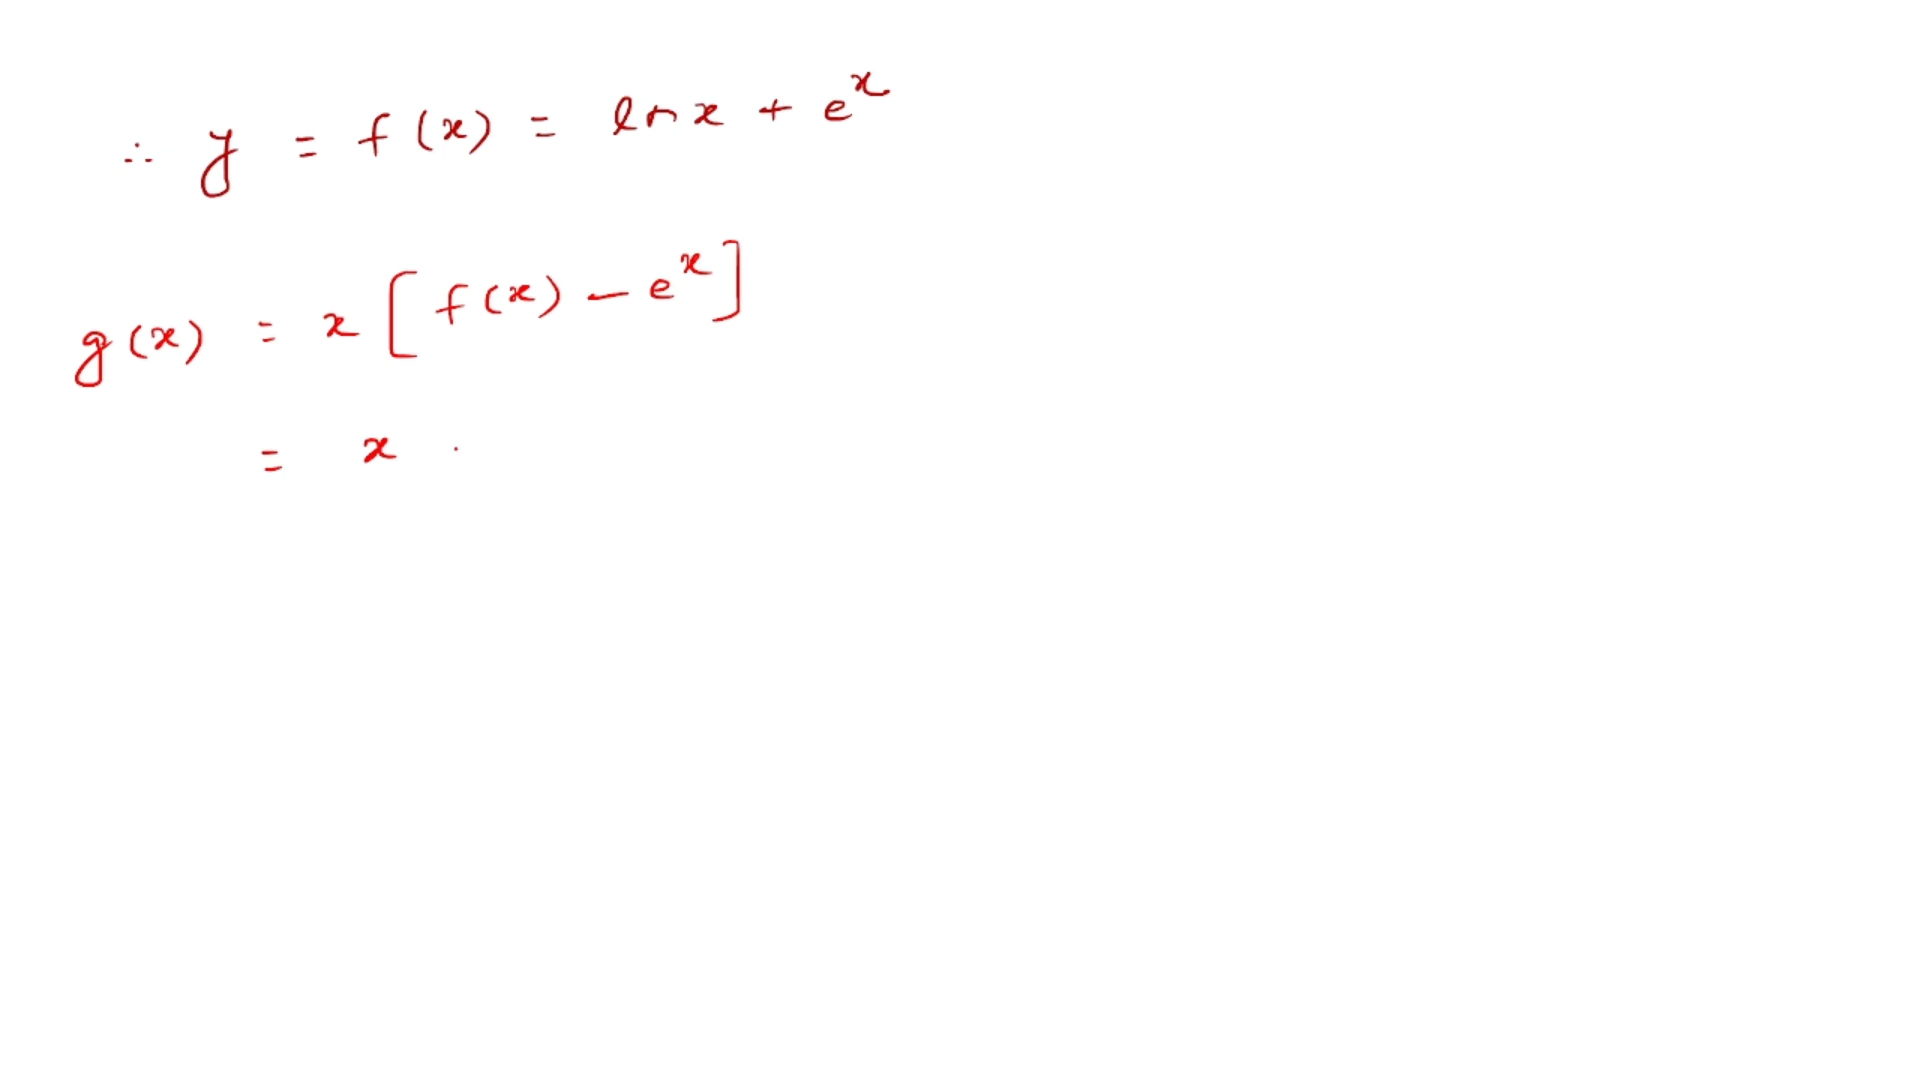 ∴ y = f(x) = ln x + e^x
g(x) = x [ f(x) − e^x ]
= x ·